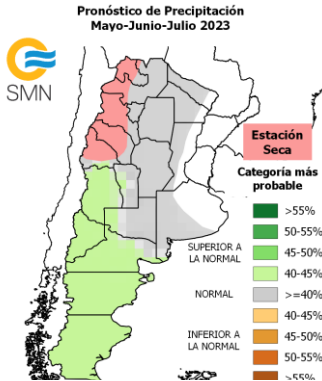 Pronóstico de Precipitación
Mayo-Junio-Julio 2023
SMN
Estación
Seca
Categoría más
probable
>55%
50-55%
SUPERIOR A
LA NORMAL
45-50%
40-45%
NORMAL
>=40%
40-45%
INFERIOR A
LA NORMAL
45-50%
50-55%
>55%